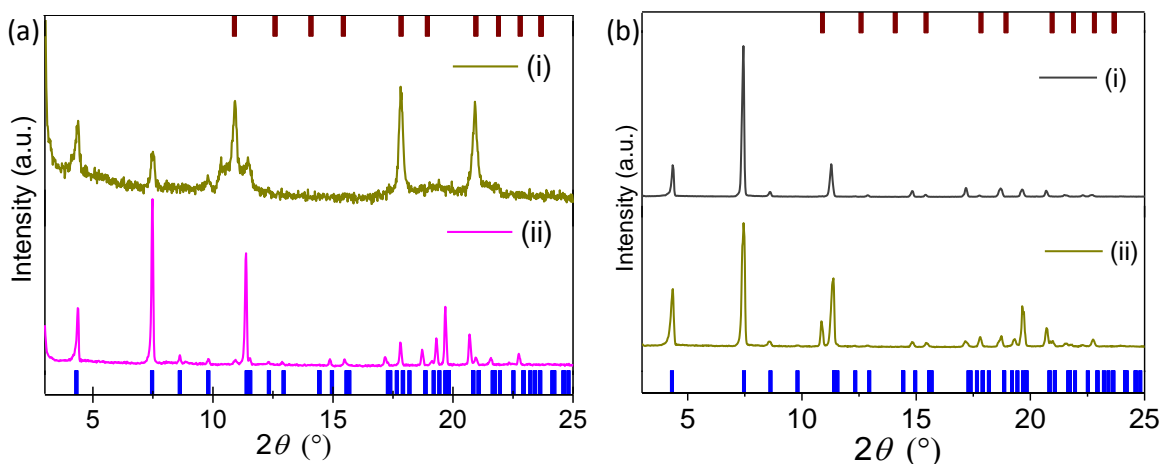 (a)
(i)
(ii)
Intensity (a.u.)
5 10 15 20 25
2θ (°)
(b)
(i)
(ii)
Intensity (a.u.)
5 10 15 20 25
2θ (°)